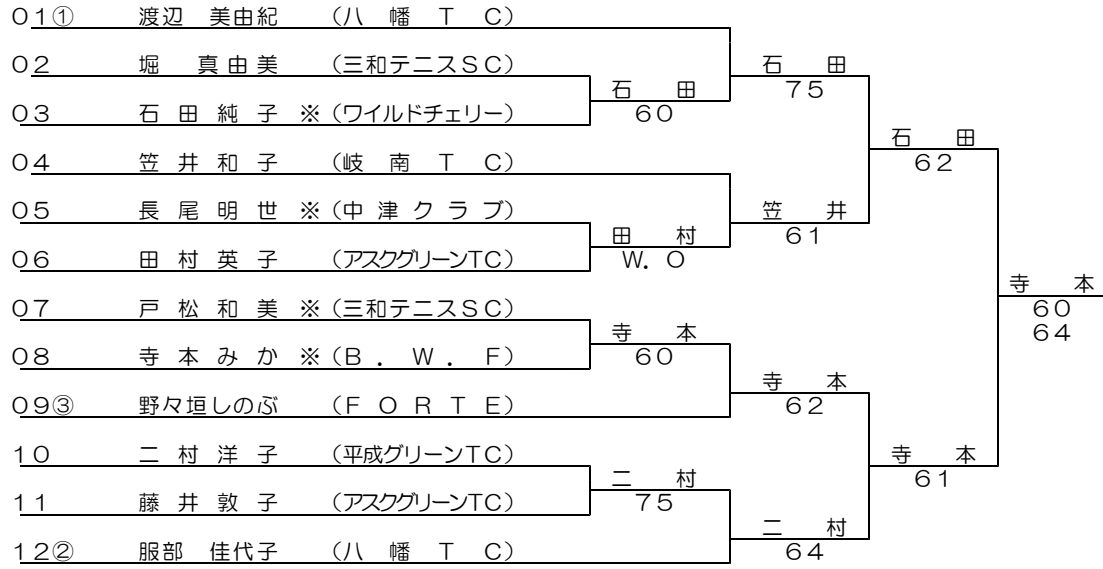 01① 渡辺 美由紀 (八 幡 T C)
02 堀 真由美 (三和テニスSC)
石 田
75
石 田
60
03 石田純子 ※(ワイルドチェリー)
石 田
62
04 笠井和子 (岐 南 T C)
05 長尾明世 ※(中津クラブ)
笠 井
61
田 村
W.O
06 田村英子 (アスクグリーンTC)
寺 本
60
64
07 戸松和美 ※(三和テニスSC)
寺 本
60
08 寺本みか ※(B.W.F)
寺 本
62
09③ 野々垣しのぶ (FORTE)
10 二村洋子 (平成グリーンTC)
寺 本
61
二 村
75
11 藤井敦子 (アスクグリーンTC)
二 村
64
12② 服部 佳代子 (八 幡 T C)